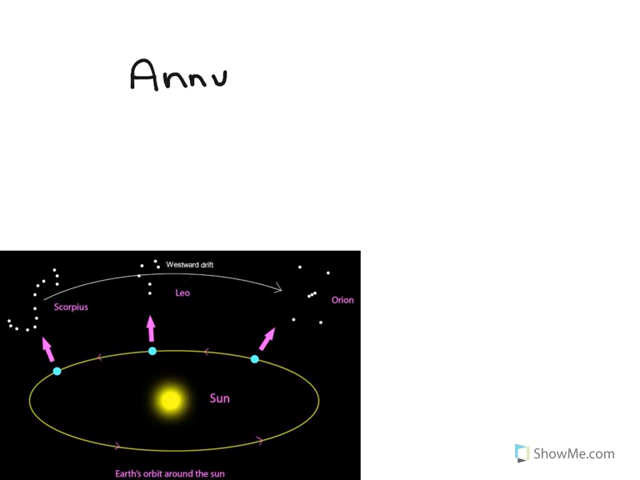 Annu
Westward drift
Leo
Orion
Scorpius
Sun
Earth's orbit around the sun
ShowMe.com